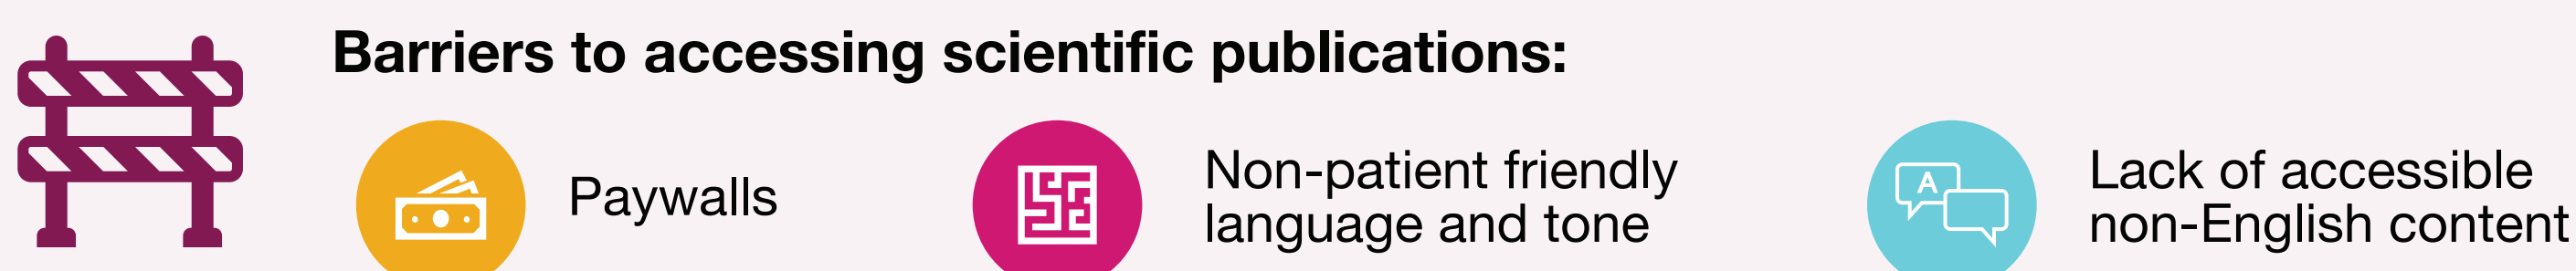 Barriers to accessing scientific publications:
Paywalls
Non-patient friendly
language and tone
A
Lack of accessible
non-English content